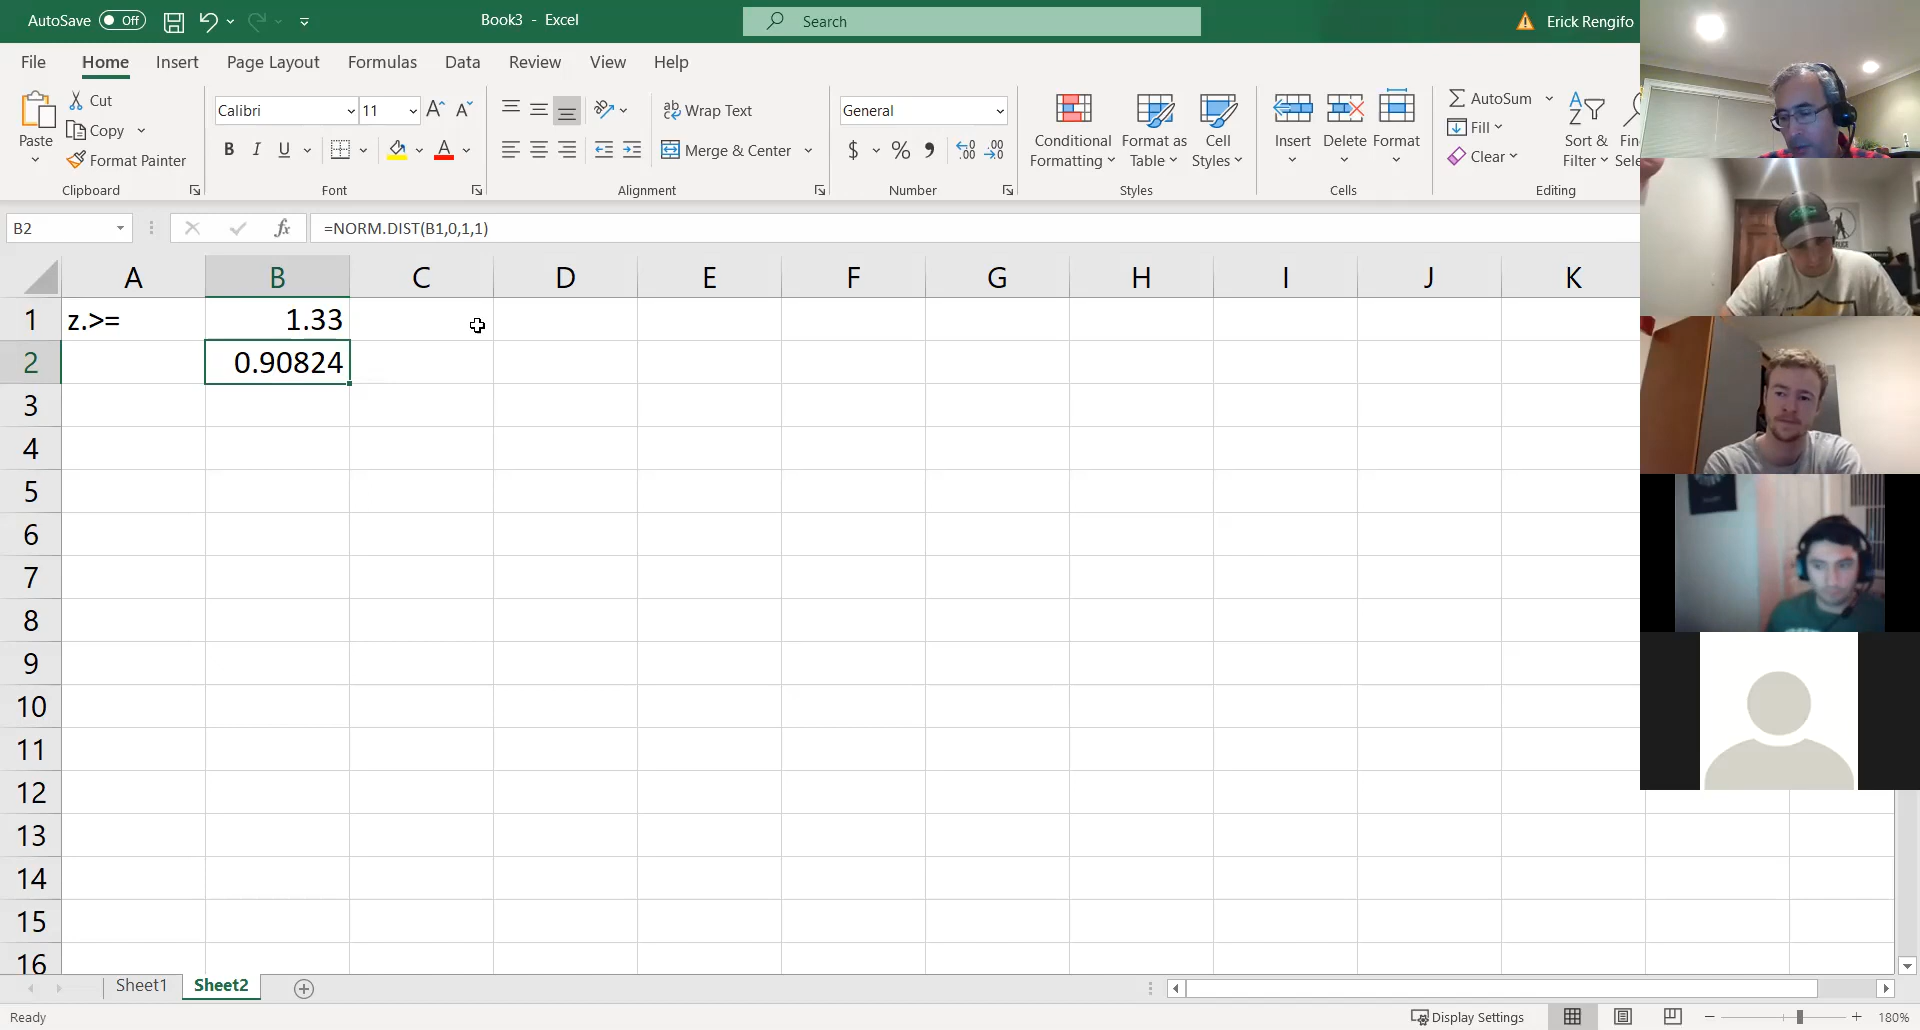 AutoSave Off Book3 - Excel Search Erick Rengifo
File Home Insert Page Layout Formulas Data Review View Help
Paste Cut Copy Format Painter Clipboard
Calibri 11 B I U A Font
Wrap Text Merge & Center Alignment
General $ % Number
Conditional Formatting Format as Table Cell Styles Styles
Insert Delete Format Cells
AutoSum Fill Clear Sort & Filter Editing
B2 fx =NORM.DIST(B1,0,1,1)
A B C D E F G H I J K
1 z.>= 1.33
2 0.90824
3
4
5
6
7
8
9
10
11
12
13
14
15
16
Sheet1 Sheet2
Ready Display Settings 180%